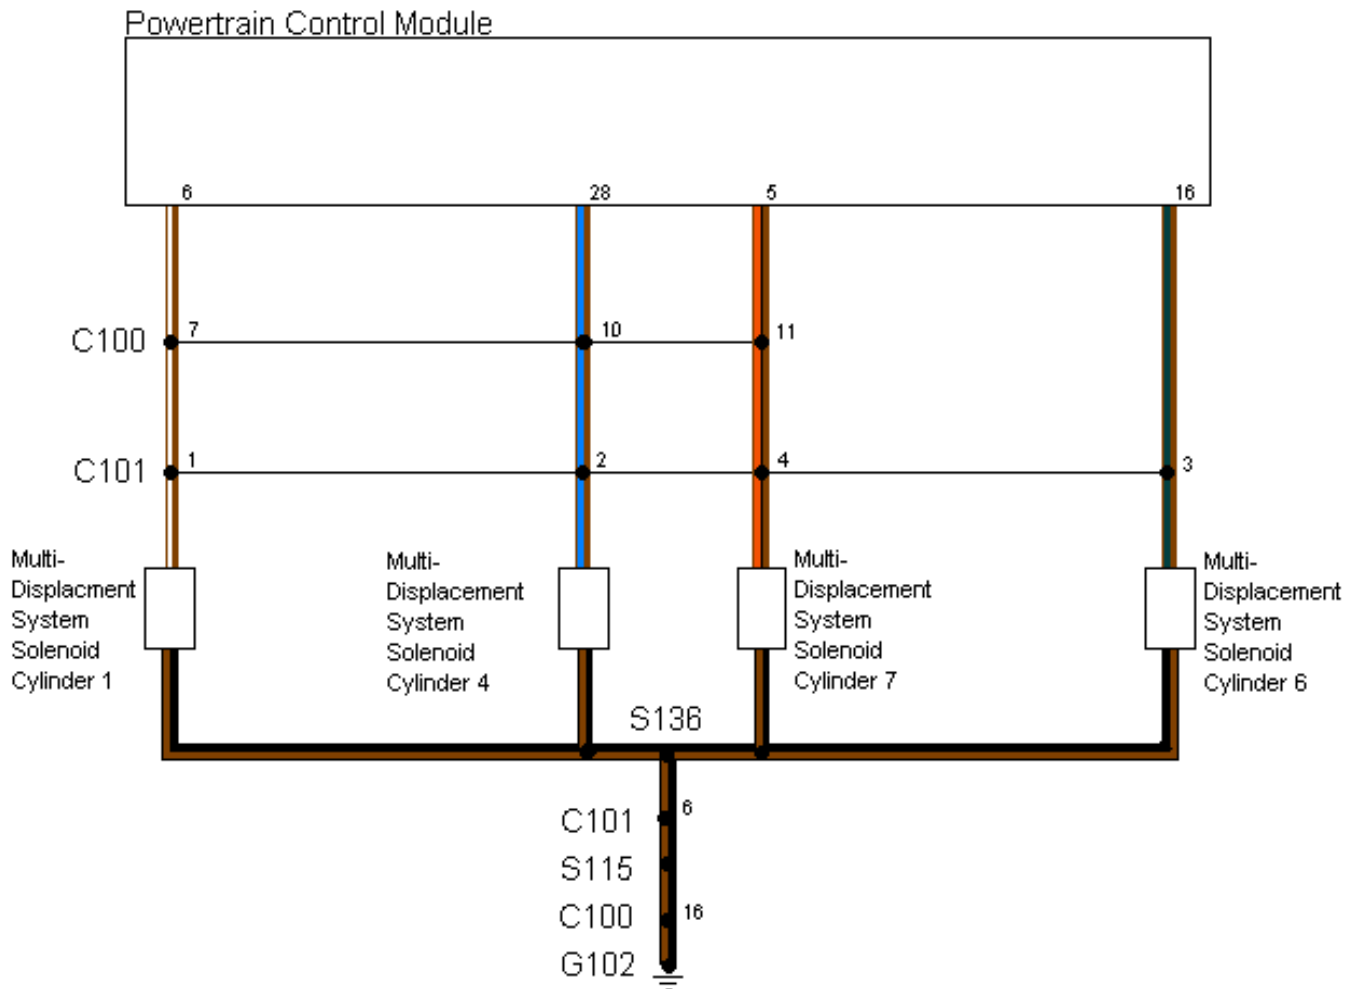 Powertrain Control Module
6
28
5
16
C100
7
10
11
C101
1
2
4
3
Multi-
Displacment
System
Solenoid
Cylinder 1
Multi-
Displacement
System
Solenoid
Cylinder 4
Multi-
Displacement
System
Solenoid
Cylinder 7
Multi-
Displacement
System
Solenoid
Cylinder 6
S136
C101
6
S115
C100
16
G102